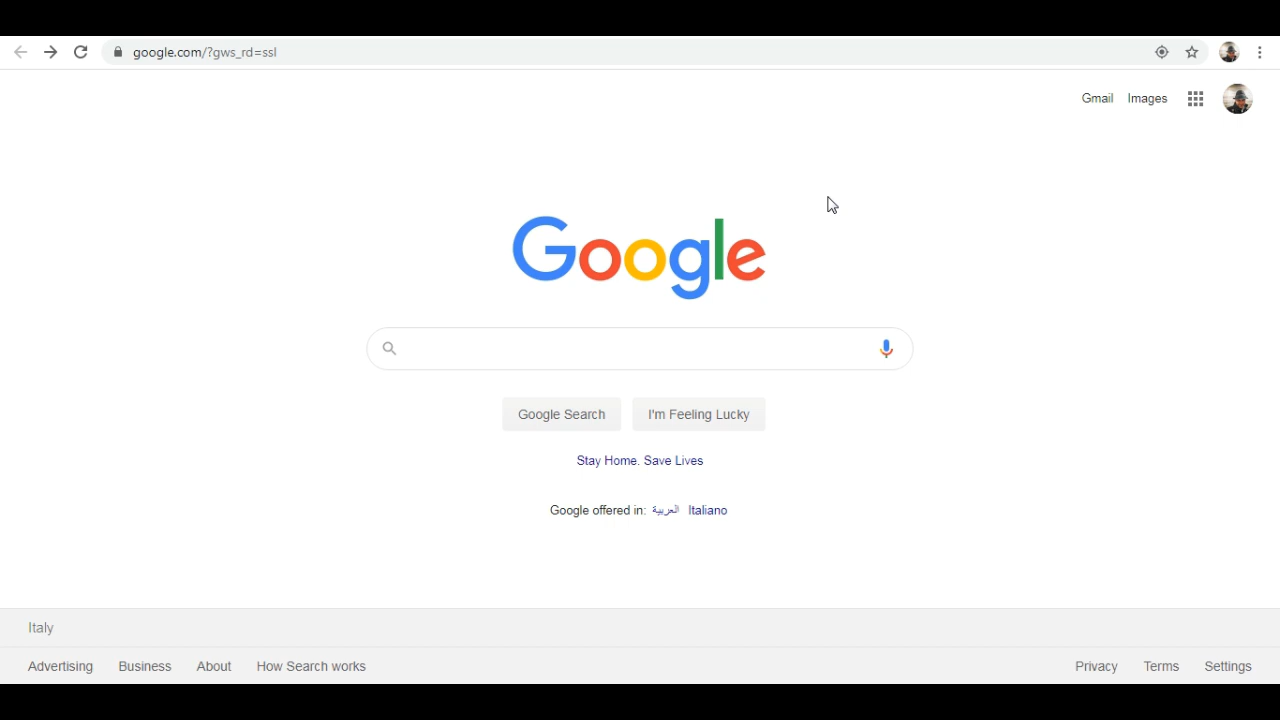 google.com/?gws_rd=ssl
Gmail Images
Google
Google Search I'm Feeling Lucky
Stay Home. Save Lives
Google offered in: العربية Italiano
Italy
Advertising Business About How Search works Privacy Terms Settings